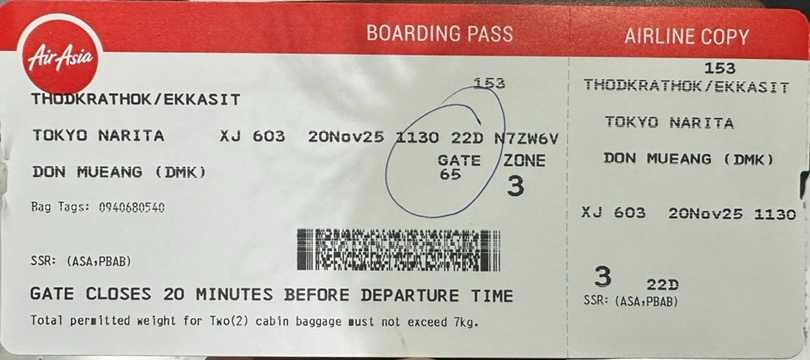 BOARDING PASS
AirAsia
153
THODKRATHOK/EKKASIT
TOKYO NARITA XJ 603 20Nov25 1130 22D N7ZW6V
GATE ZONE
DON MUEANG (DMK) 65 3
Bag Tags: 0940680540
SSR: (ASA,PBAB)
GATE CLOSES 20 MINUTES BEFORE DEPARTURE TIME
Total permitted weight for Two(2) cabin baggage must not exceed 7kg.
AIRLINE COPY
153
THODKRATHOK/EKKASIT
TOKYO NARITA
DON MUEANG (DMK)
XJ 603 20Nov25 1130
3 22D
SSR: (ASA,PBAB)